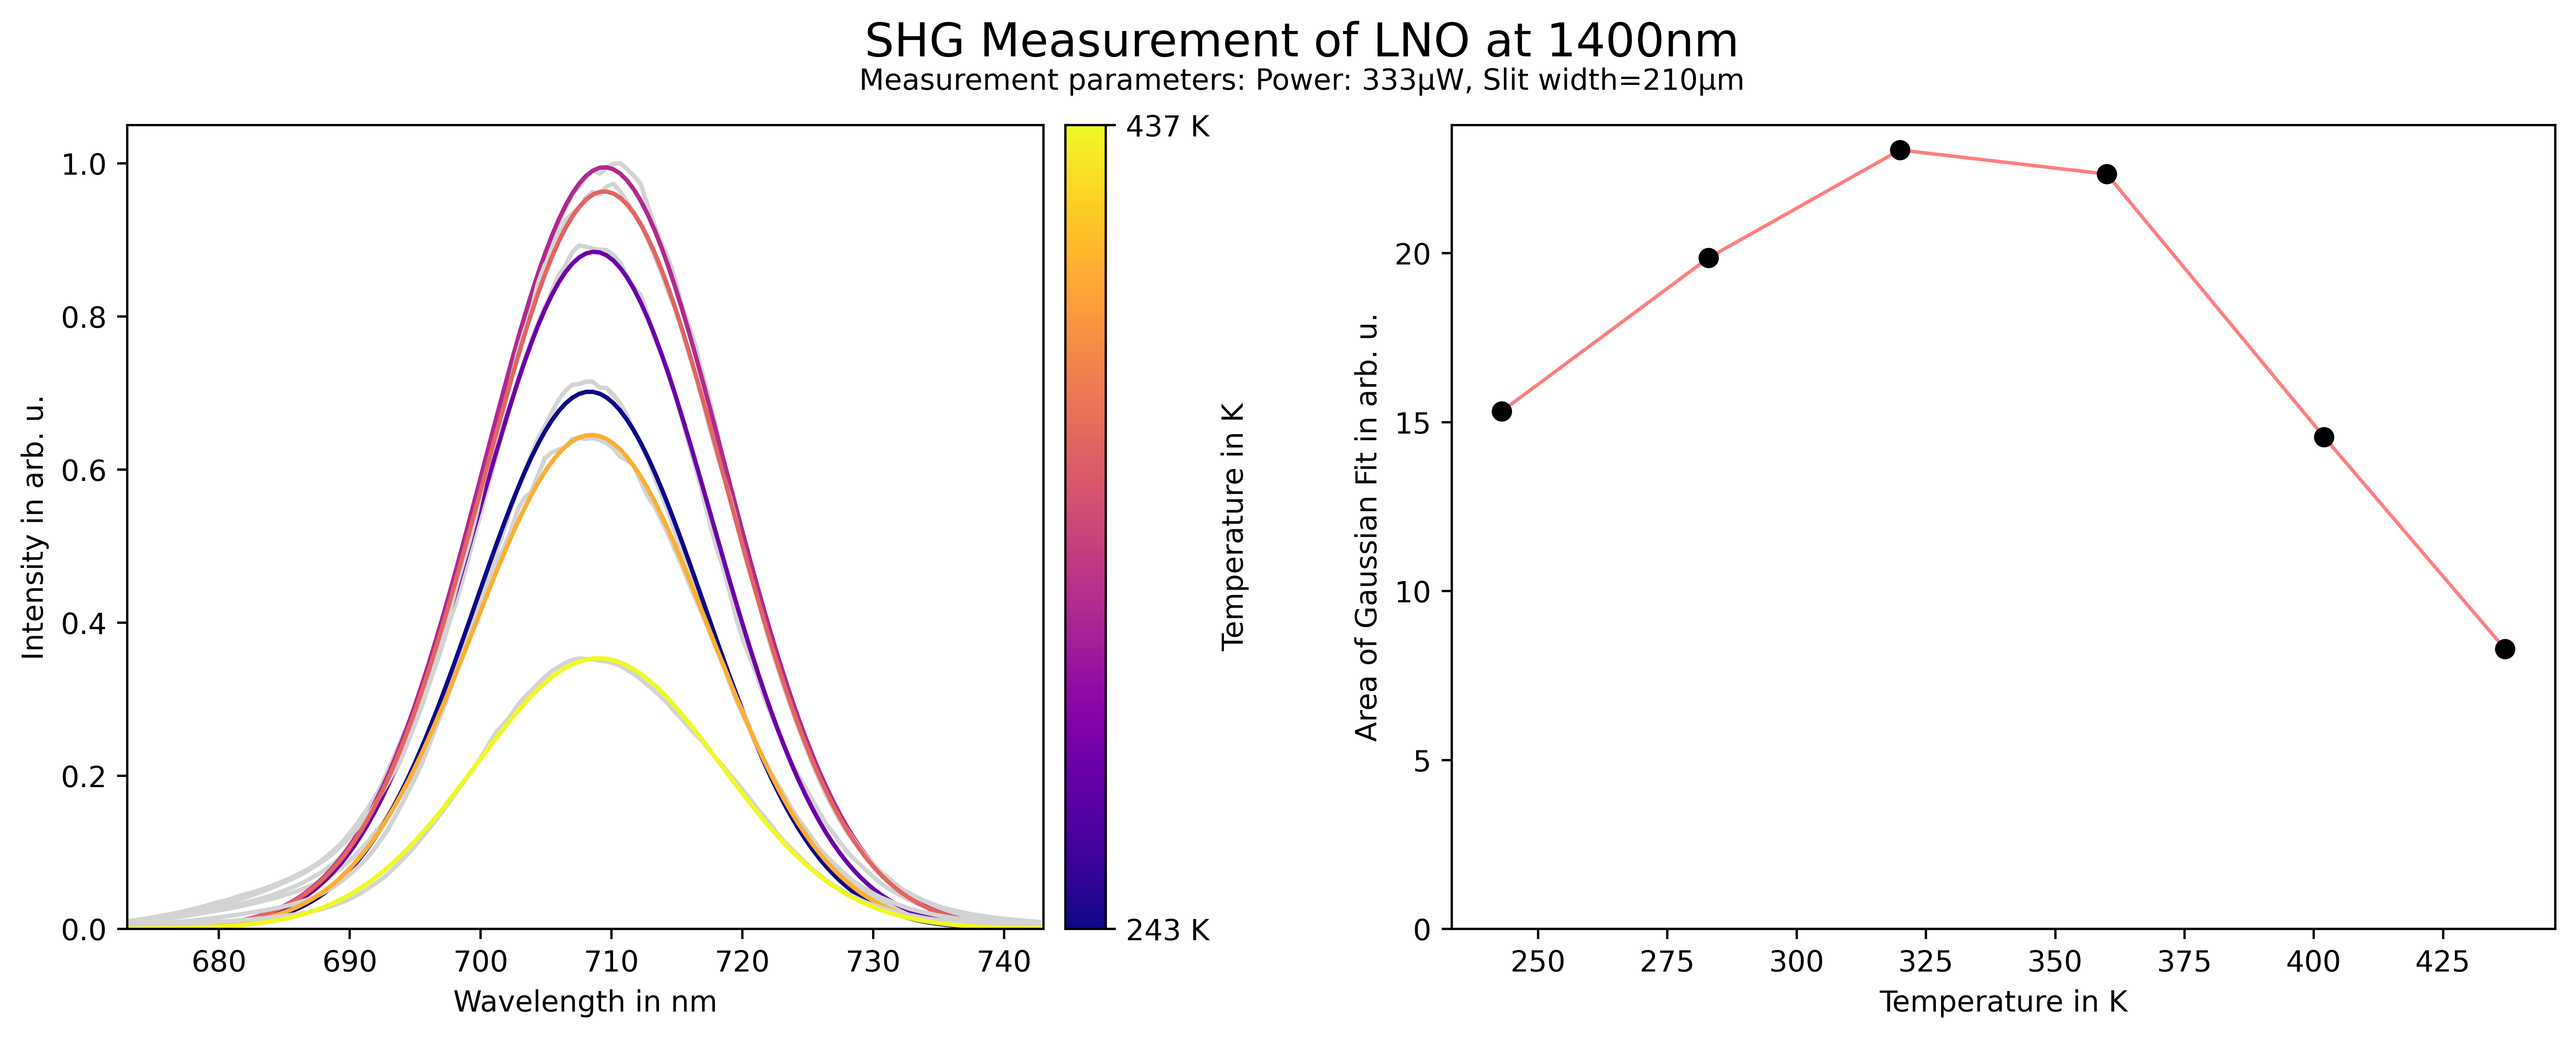 SHG Measurement of LNO at 1400nm
Measurement parameters: Power: 333μW, Slit width=210μm
Intensity in arb. u.
1.0
0.8
0.6
0.4
0.2
0.0
680 690 700 710 720 730 740
Wavelength in nm
437 K
243 K
Temperature in K
Area of Gaussian Fit in arb. u.
20
15
10
5
0
250 275 300 325 350 375 400 425
Temperature in K